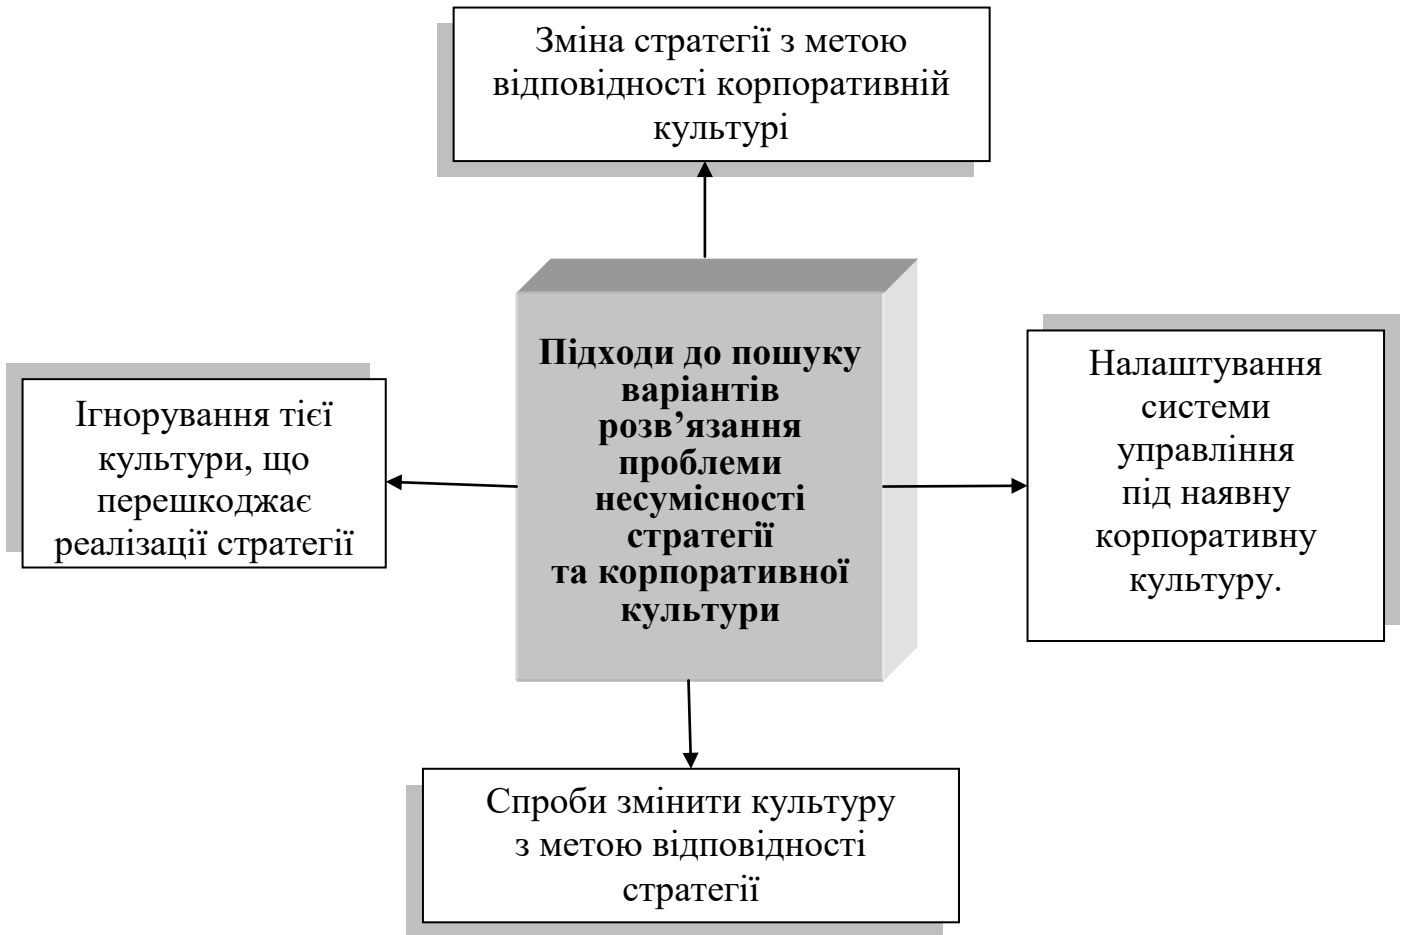 Зміна стратегії з метою
відповідності корпоративній
культурі
Підходи до пошуку
варіантів
розв’язання
проблеми
несумісності
стратегії
та корпоративної
культури
Ігнорування тієї
культури, що
перешкоджає
реалізації стратегії
Налаштування
системи
управління
під наявну
корпоративну
культуру.
Спроби змінити культуру
з метою відповідності
стратегії